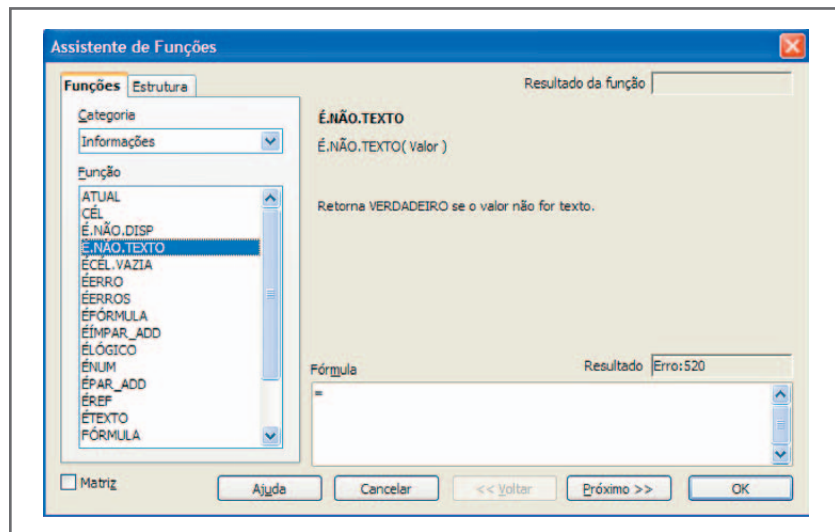 Assistente de Funções
Funções Estrutura
Resultado da função
Categoria
Informações
Função
ATUAL
CÉL
É.NÃO.DISP
É.NÃO.TEXTO
ÉCÉL.VAZIA
ÉERRO
ÉERROS
ÉFÓRMULA
ÉÍMPAR_ADD
ÉLÓGICO
ÉNUM
ÉPAR_ADD
ÉREF
ÉTEXTO
FÓRMULA
É.NÃO.TEXTO
É.NÃO.TEXTO( Valor )
Retorna VERDADEIRO se o valor não for texto.
Fórmula
Resultado Erro:520
=
Matriz
Ajuda
Cancelar
<< Voltar
Próximo >>
OK